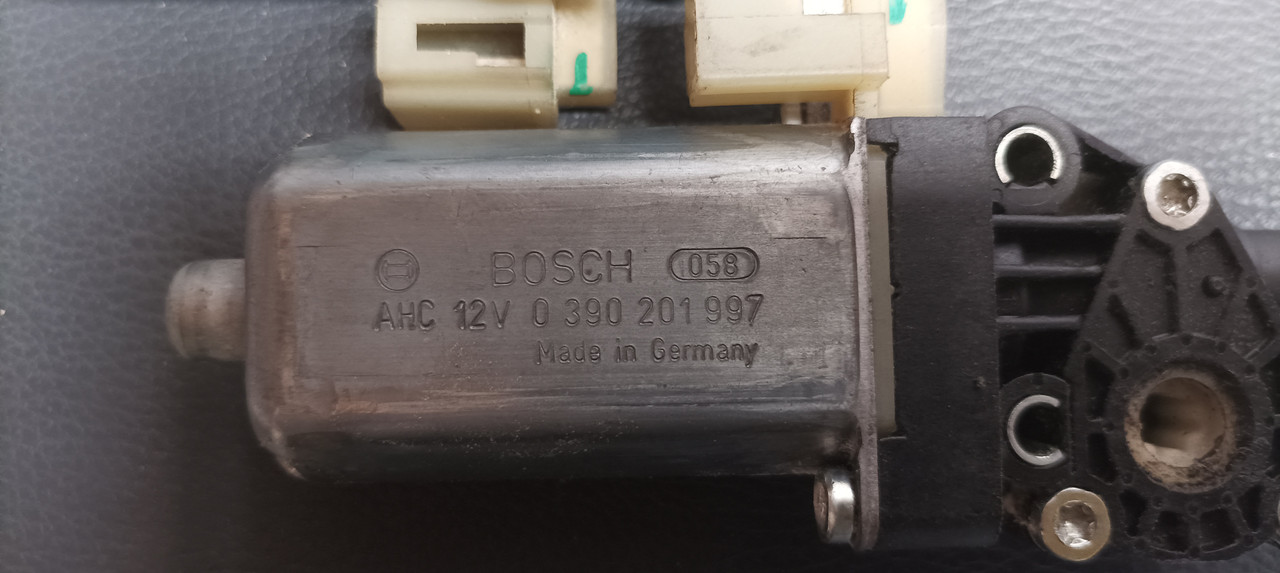 BOSCH 058
AHC 12V 0 390 201 997
Made in Germany